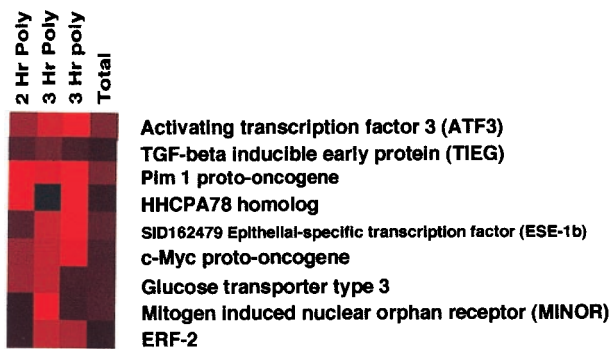 2 Hr Poly
3 Hr Poly
3 Hr poly
Total
Activating transcription factor 3 (ATF3)
TGF-beta inducible early protein (TIEG)
Pim 1 proto-oncogene
HHCPA78 homolog
SID162479 Epithelial-specific transcription factor (ESE-1b)
c-Myc proto-oncogene
Glucose transporter type 3
Mitogen induced nuclear orphan receptor (MINOR)
ERF-2